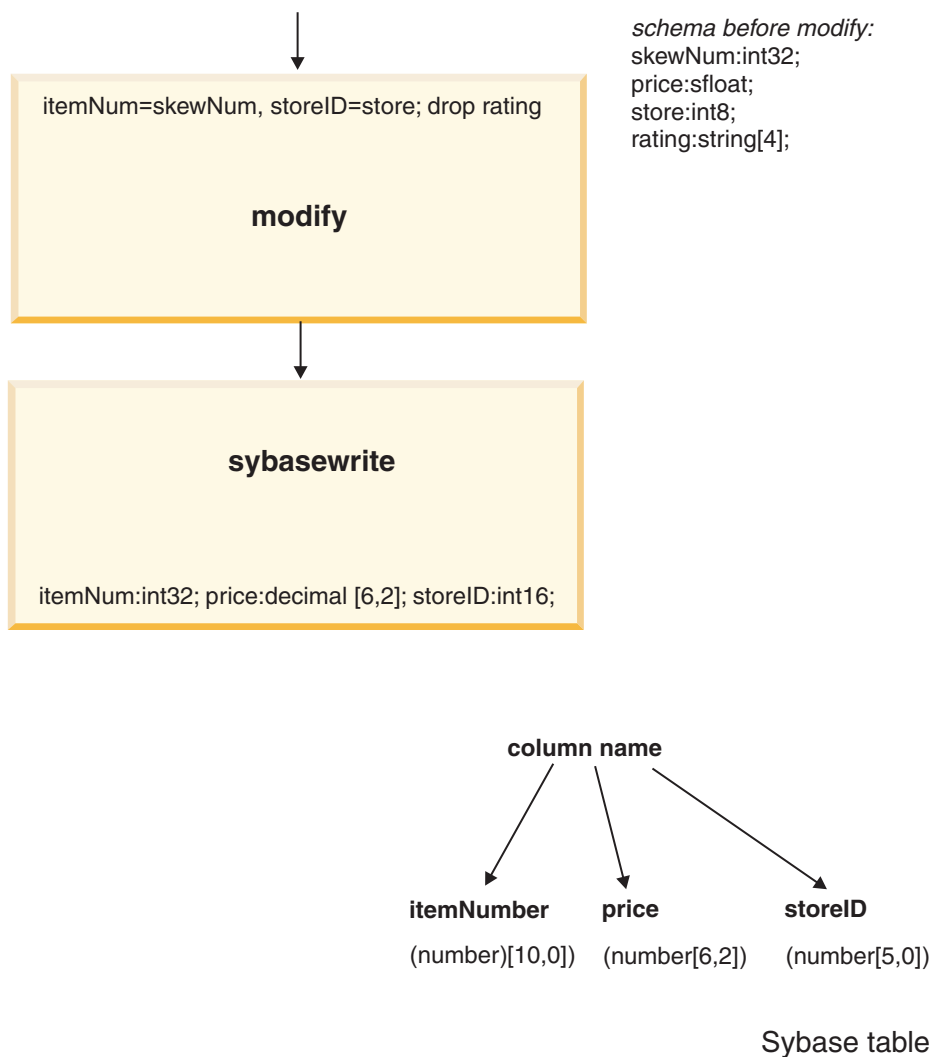 schema before modify:
skewNum:int32;
price:sfloat;
store:int8;
rating:string[4];
itemNum=skewNum, storeID=store; drop rating
modify
sybasewrite
itemNum:int32; price:decimal [6,2]; storeID:int16;
column name
itemNumber price storeID
(number)[10,0]) (number[6,2]) (number[5,0])
Sybase table